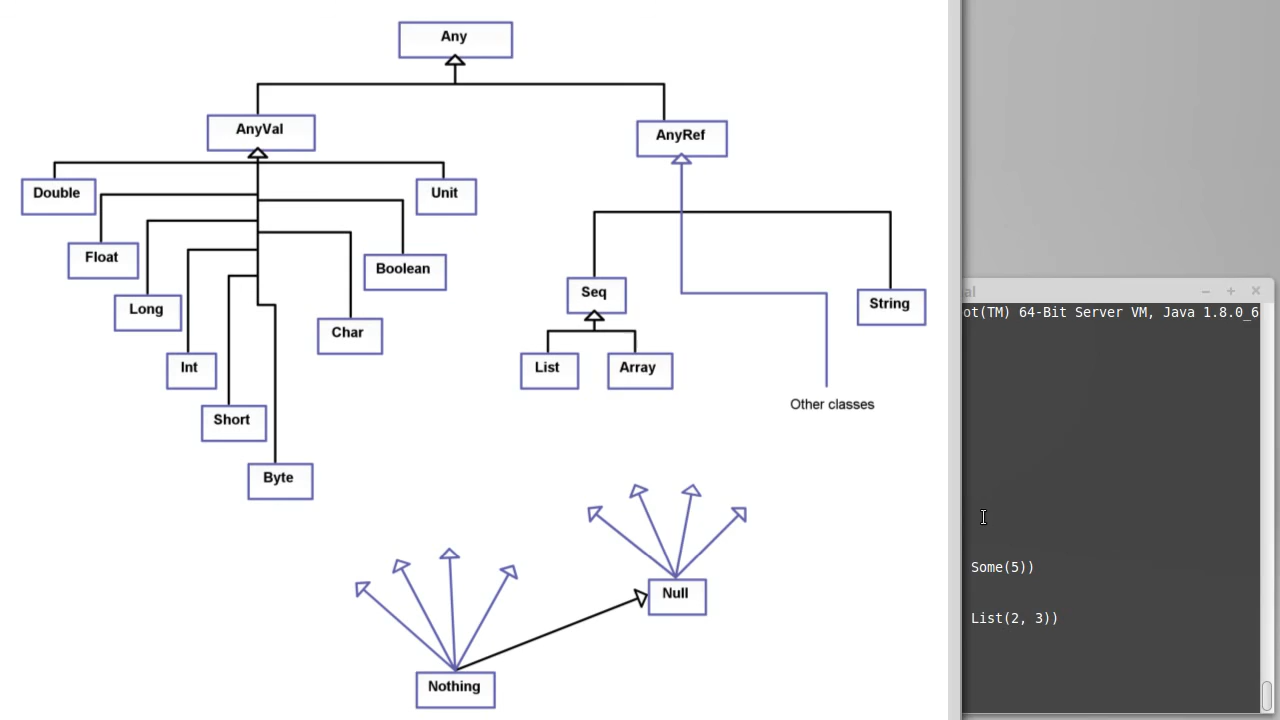 Any
AnyVal
AnyRef
Double
Unit
Float
Boolean
Long
Char
Int
Short
Byte
Seq
String
List
Array
Other classes
Null
Nothing
al
ot(TM) 64-Bit Server VM, Java 1.8.0_6
Some(5))
List(2, 3))